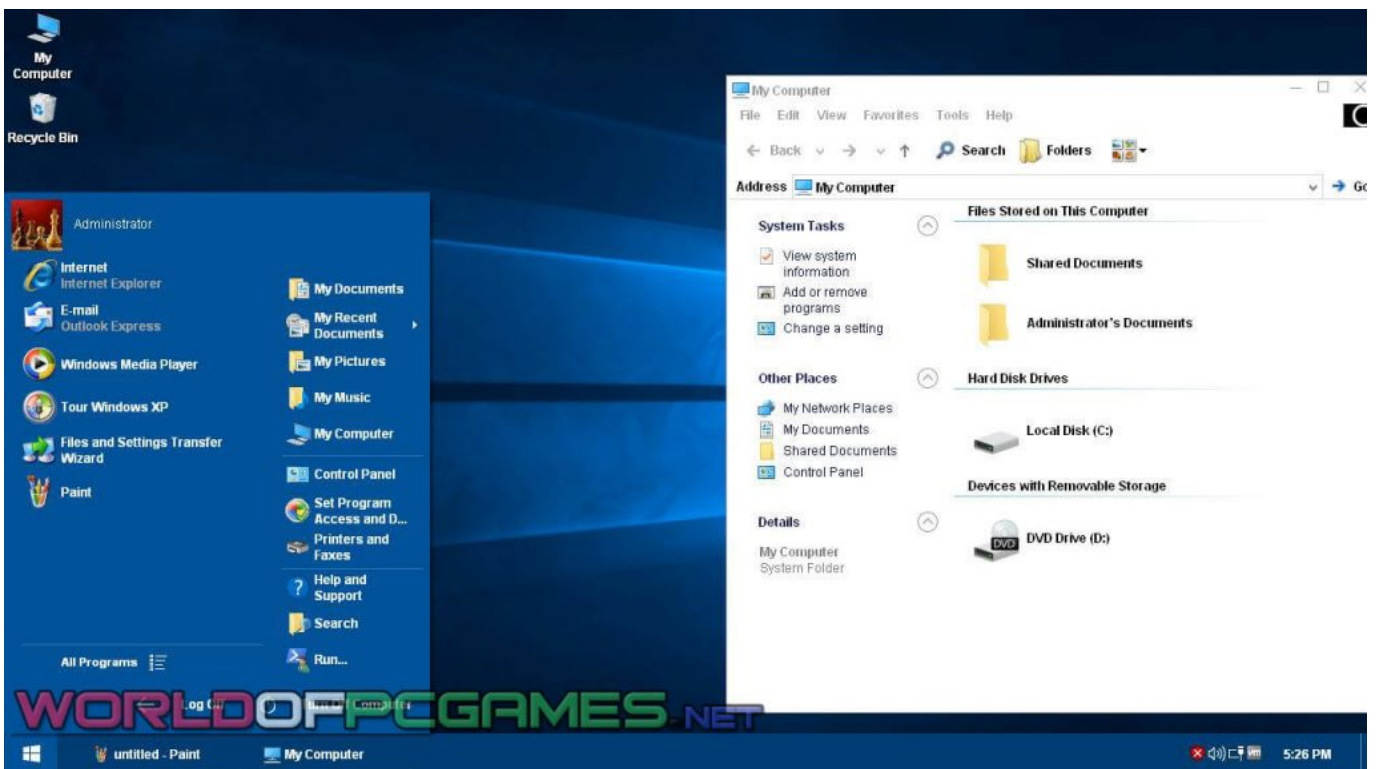 My
Computer
Recycle Bin
Administrator
Internet
Internet Explorer
E-mail
Outlook Express
Windows Media Player
Tour Windows XP
Files and Settings Transfer
Wizard
Paint
All Programs
My Documents
My Recent
Documents
My Pictures
My Music
My Computer
Control Panel
Set Program
Access and D...
Printers and
Faxes
Help and
Support
Search
Run...
Log Off
Turn Off Computer
WORLDOFPCGAMES.NET
My Computer
File Edit View Favorites Tools Help
Back Search Folders
Address My Computer
System Tasks
View system
information
Add or remove
programs
Change a setting
Other Places
My Network Places
My Documents
Shared Documents
Control Panel
Details
My Computer
System Folder
Files Stored on This Computer
Shared Documents
Administrator's Documents
Hard Disk Drives
Local Disk (C:)
Devices with Removable Storage
DVD
DVD Drive (D:)
untitled - Paint
My Computer
5:26 PM